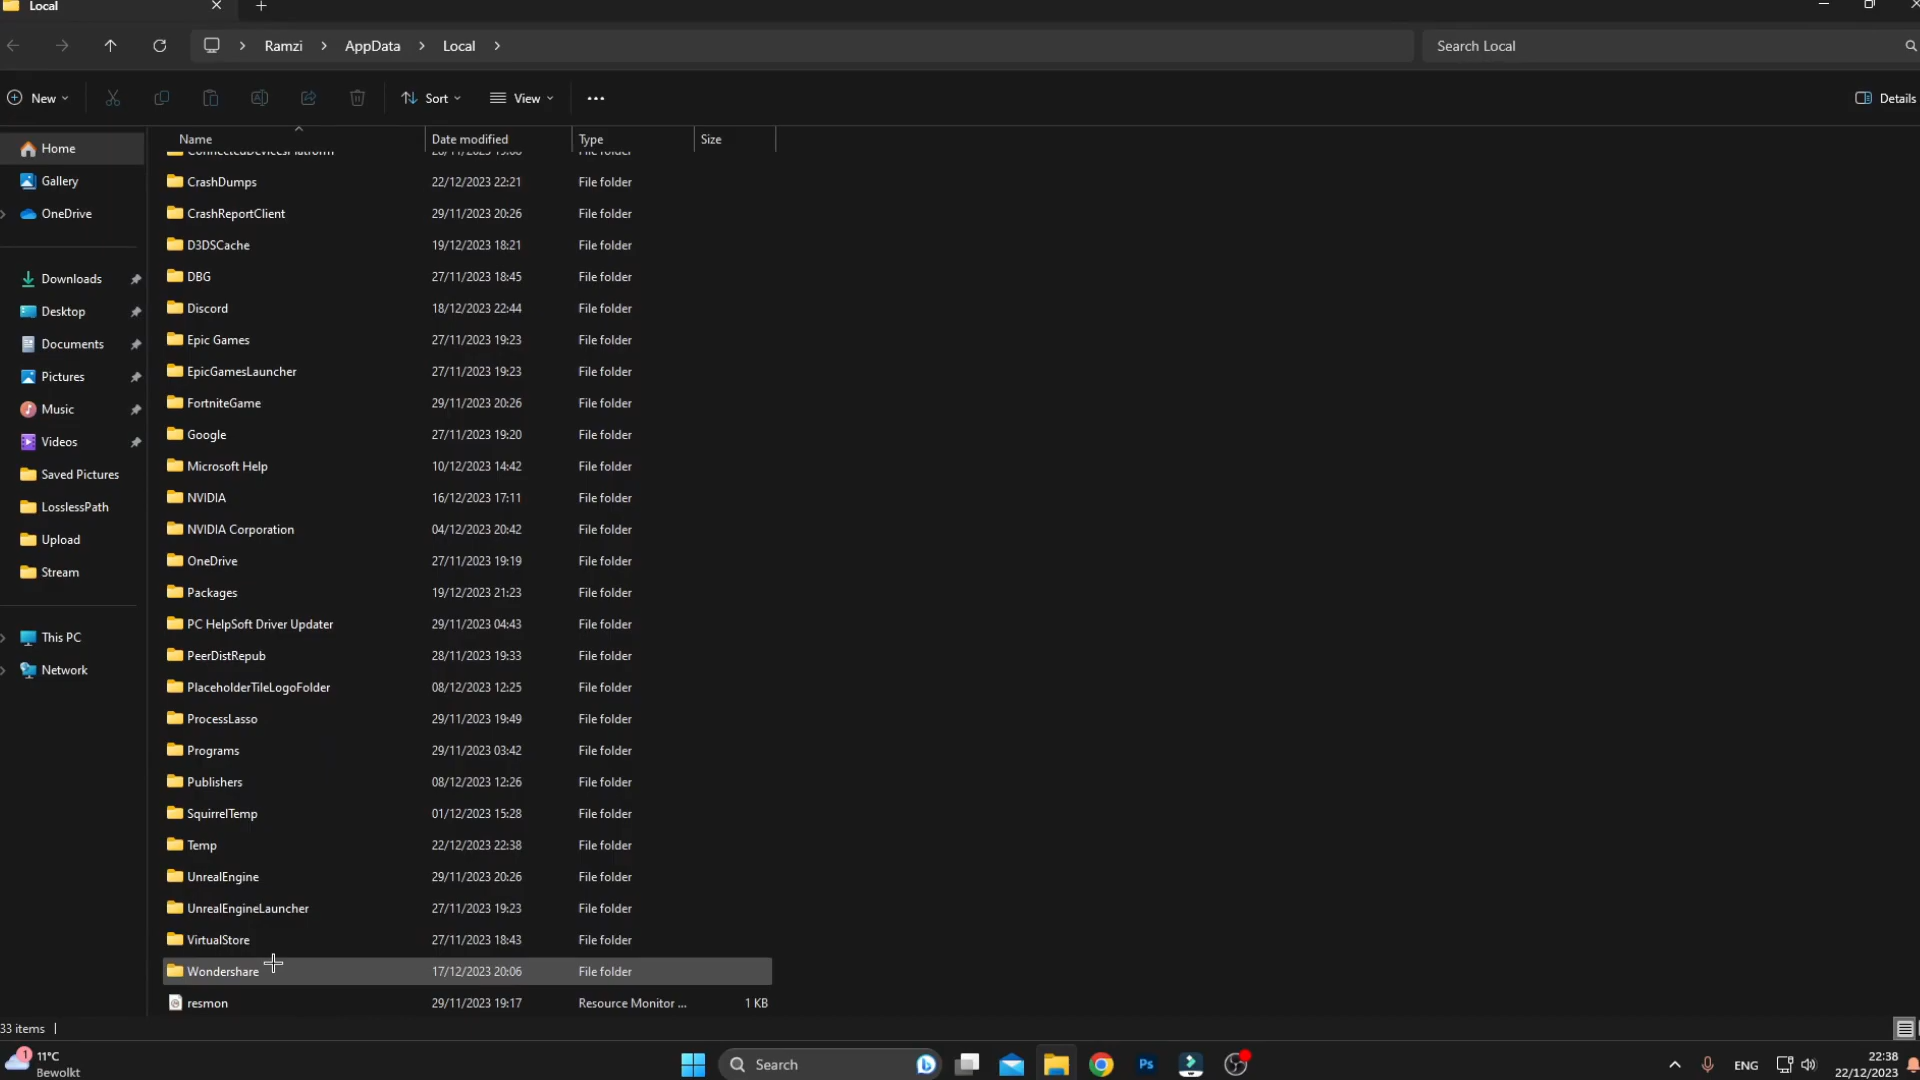 Local
Ramzi AppData Local
Search Local
New Sort View Details
Name Date modified Type Size
Home
Gallery
OneDrive
Downloads
Desktop
Documents
Pictures
Music
Videos
Saved Pictures
LosslessPath
Upload
Stream
This PC
Network
CrashDumps 22/12/2023 22:21 File folder
CrashReportClient 29/11/2023 20:26 File folder
D3DSCache 19/12/2023 18:21 File folder
DBG 27/11/2023 18:45 File folder
Discord 18/12/2023 22:44 File folder
Epic Games 27/11/2023 19:23 File folder
EpicGamesLauncher 27/11/2023 19:23 File folder
FortniteGame 29/11/2023 20:26 File folder
Google 27/11/2023 19:20 File folder
Microsoft Help 10/12/2023 14:42 File folder
NVIDIA 16/12/2023 17:11 File folder
NVIDIA Corporation 04/12/2023 20:42 File folder
OneDrive 27/11/2023 19:19 File folder
Packages 19/12/2023 21:23 File folder
PC HelpSoft Driver Updater 29/11/2023 04:43 File folder
PeerDistRepub 28/11/2023 19:33 File folder
PlaceholderTileLogoFolder 08/12/2023 12:25 File folder
ProcessLasso 29/11/2023 19:49 File folder
Programs 29/11/2023 03:42 File folder
Publishers 08/12/2023 12:26 File folder
SquirrelTemp 01/12/2023 15:28 File folder
Temp 22/12/2023 22:38 File folder
UnrealEngine 29/11/2023 20:26 File folder
UnrealEngineLauncher 27/11/2023 19:23 File folder
VirtualStore 27/11/2023 18:43 File folder
Wondershare 17/12/2023 20:06 File folder
resmon 29/11/2023 19:17 Resource Monitor ... 1 KB
33 items
1
11°C
Bewolkt
Search
Ps
ENG
22:38
22/12/2023